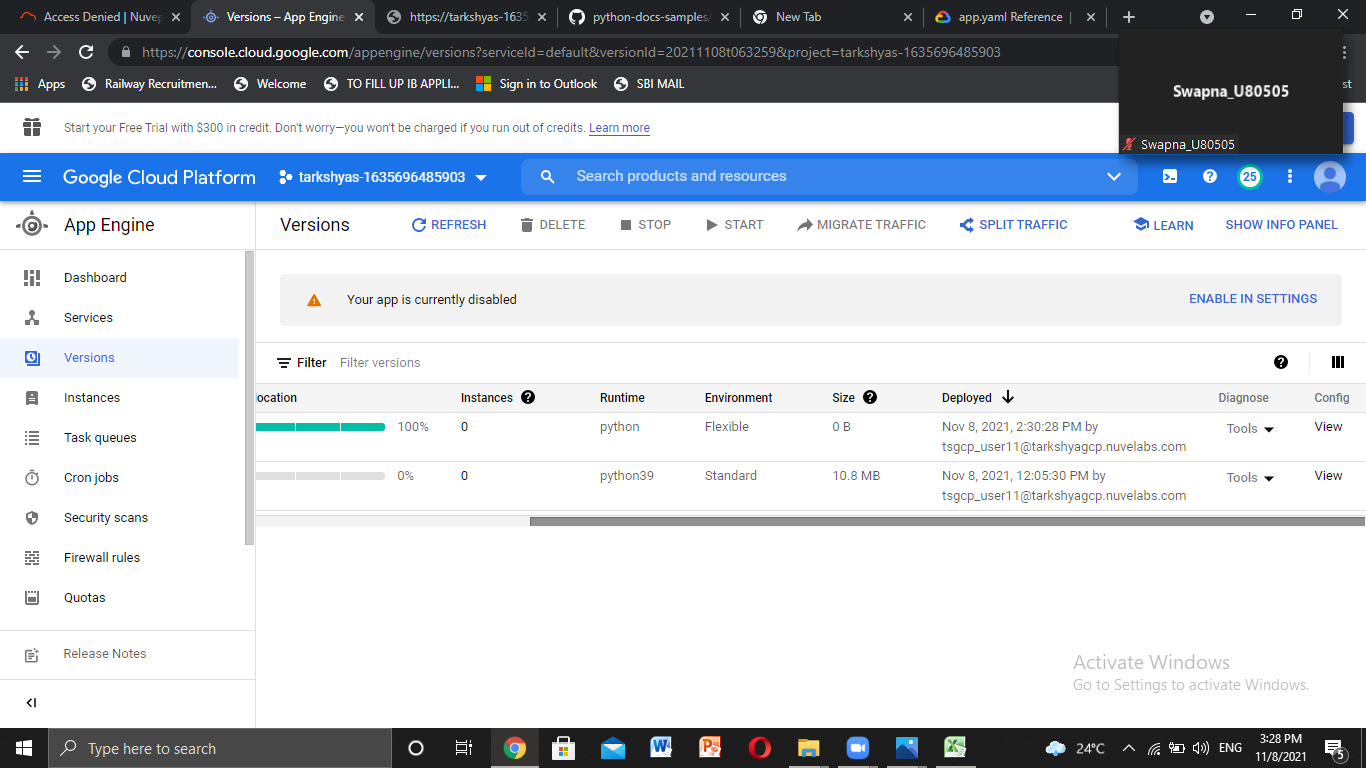 Access Denied | Nuvep
Versions – App Engine
https://tarkshyas-1635
python-docs-samples/
New Tab
app.yaml Reference |
https://console.cloud.google.com/appengine/versions?serviceId=default&versionId=20211108t063259&project=tarkshyas-1635696485903
Apps
Railway Recruitmen...
Welcome
TO FILL UP IB APPLI...
Sign in to Outlook
SBI MAIL
st
Swapna_U80505
Swapna_U80505
Start your Free Trial with $300 in credit. Don't worry—you won't be charged if you run out of credits. Learn more
Google Cloud Platform
tarkshyas-1635696485903
Search products and resources
25
App Engine
Versions
REFRESH
DELETE
STOP
START
MIGRATE TRAFFIC
SPLIT TRAFFIC
LEARN
SHOW INFO PANEL
Dashboard
Services
Versions
Instances
Task queues
Cron jobs
Security scans
Firewall rules
Quotas
Release Notes
Your app is currently disabled
ENABLE IN SETTINGS
Filter
Filter versions
ocation
Instances
Runtime
Environment
Size
Deployed
Diagnose
Config
100%
0
python
Flexible
0 B
Nov 8, 2021, 2:30:28 PM by
tsgcp_user11@tarkshyagcp.nuvelabs.com
Tools
View
0%
0
python39
Standard
10.8 MB
Nov 8, 2021, 12:05:30 PM by
tsgcp_user11@tarkshyagcp.nuvelabs.com
Tools
View
Activate Windows
Go to Settings to activate Windows.
Type here to search
24°C
ENG
3:28 PM
11/8/2021
5